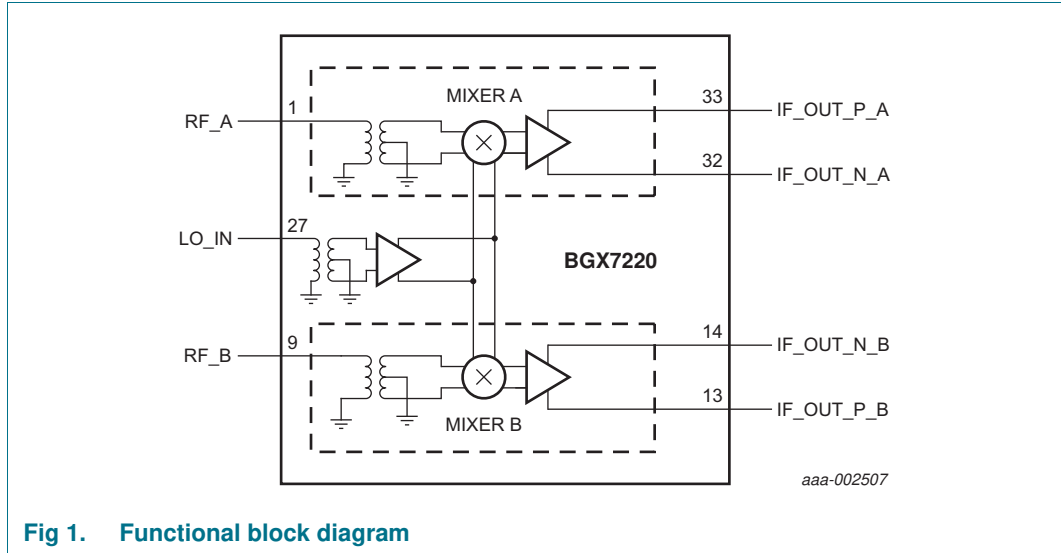 MIXER A
RF_A
1
33
IF_OUT_P_A
32
IF_OUT_N_A
LO_IN
27
BGX7220
RF_B
9
14
IF_OUT_N_B
13
IF_OUT_P_B
MIXER B
aaa-002507
Fig 1. Functional block diagram